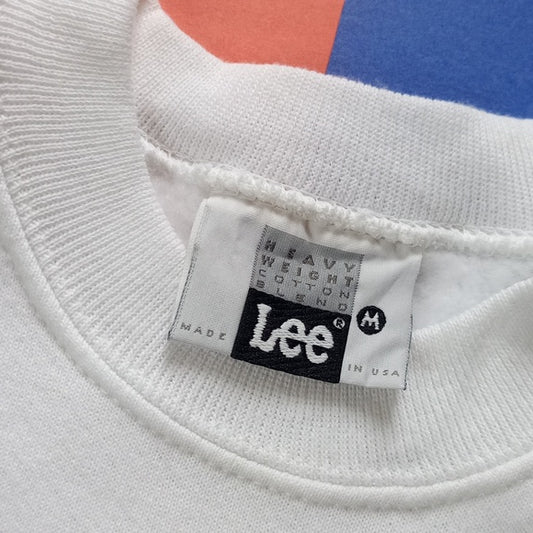 HEAVY
WEIGHT
COTTON
BLEND
Lee® M
MADE IN USA